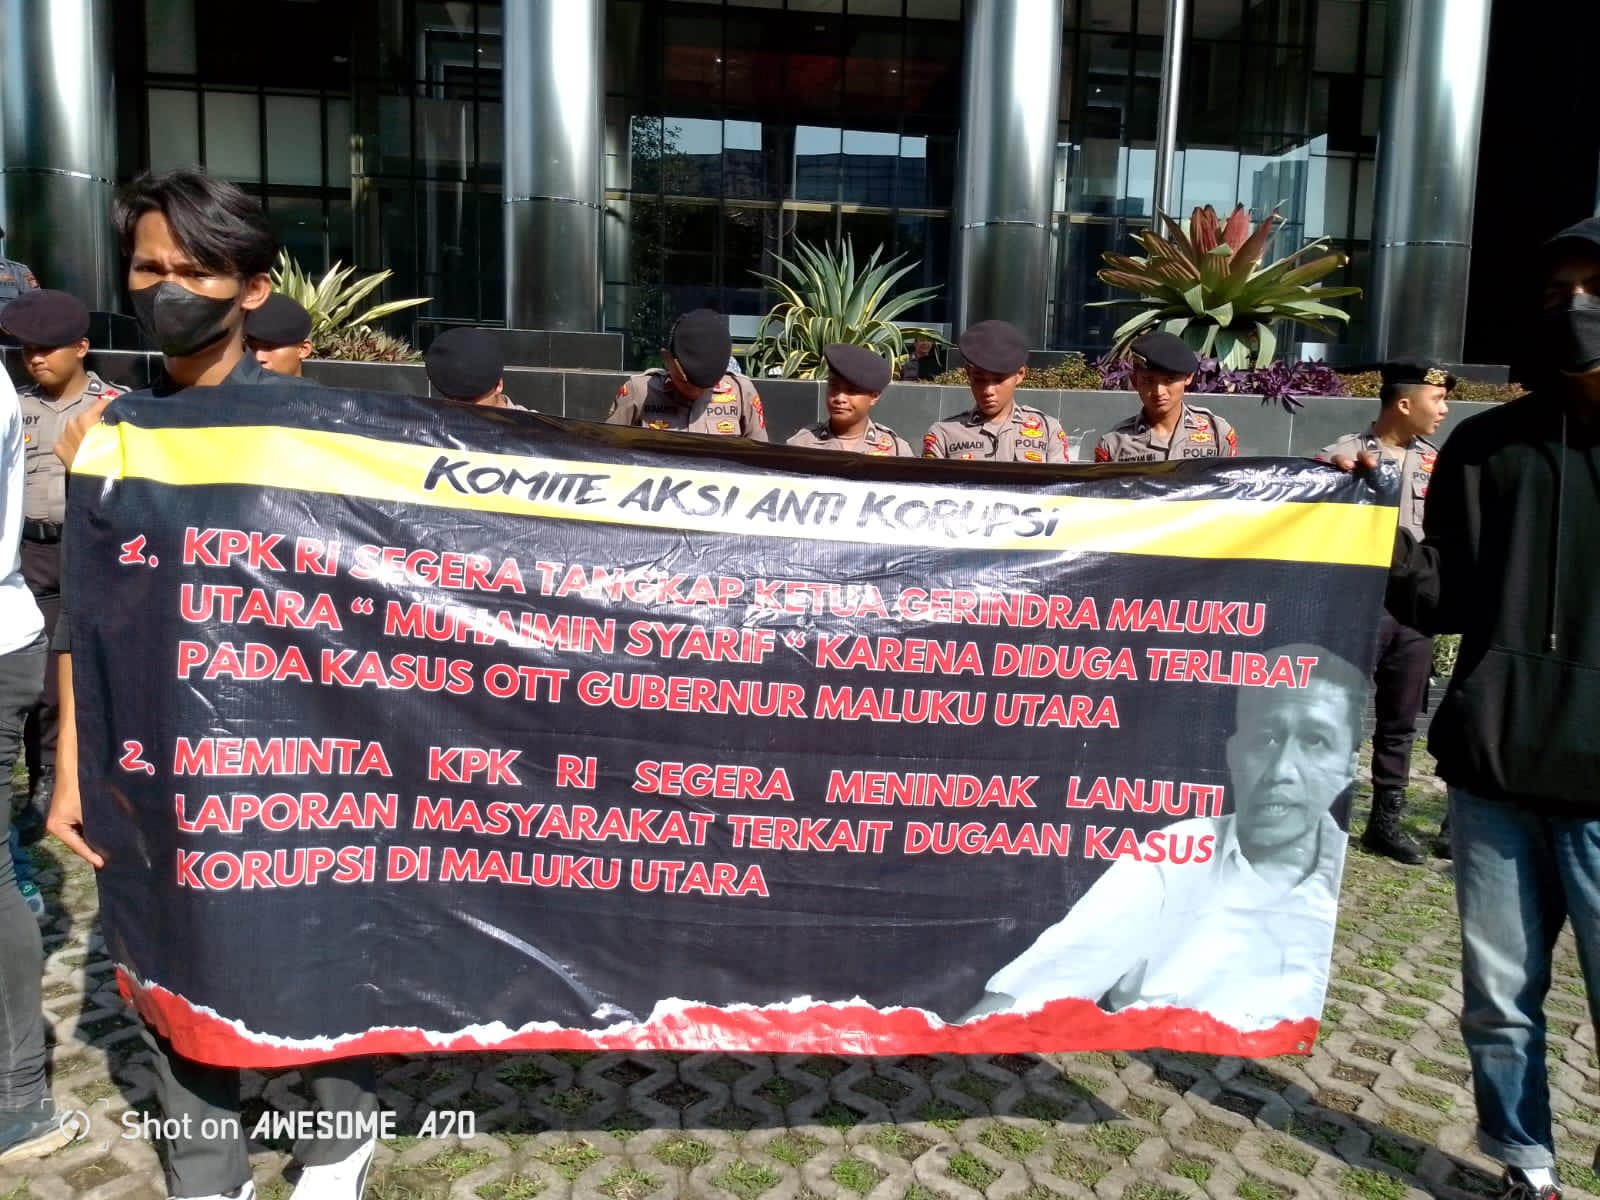 KOMITE AKSI ANTI KORUPSI
1. KPK RI SEGERA TANGKAP KETUA GERINDRA MALUKU
UTARA “ MUHAIMIN SYARIF “ KARENA DIDUGA TERLIBAT
PADA KASUS OTT GUBERNUR MALUKU UTARA
2. MEMINTA KPK RI SEGERA MENINDAK LANJUTI
LAPORAN MASYARAKAT TERKAIT DUGAAN KASUS
KORUPSI DI MALUKU UTARA
POLRI
GANIADI
POLRI
POLRI
Shot on AWESOME A70